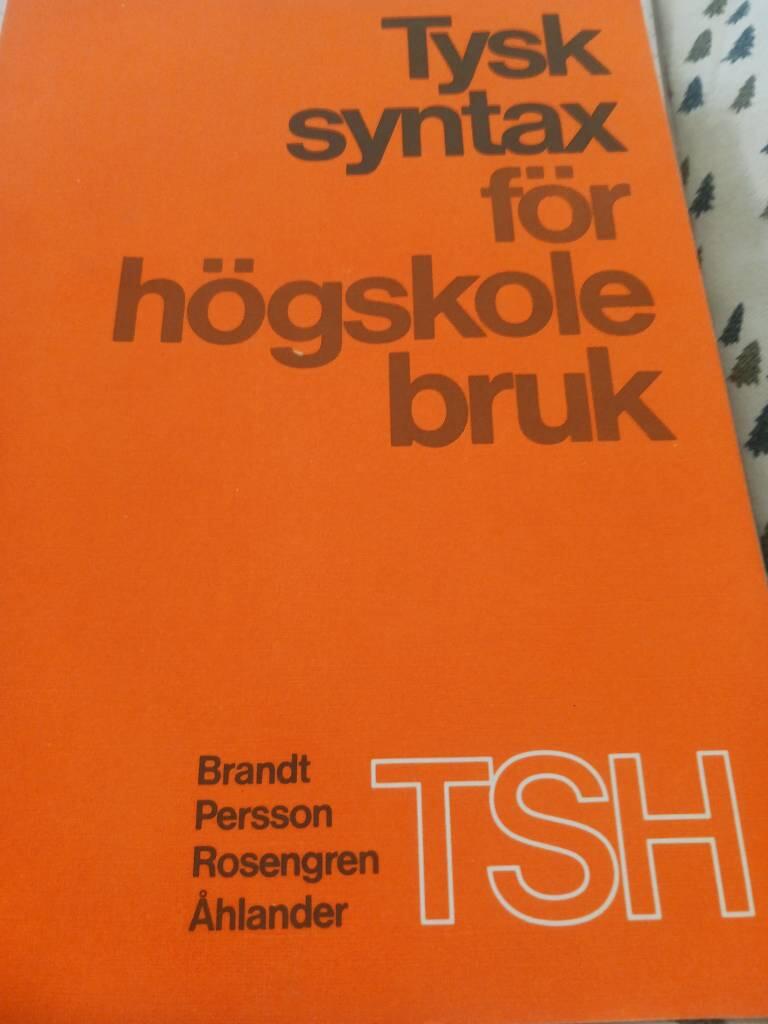 Tysk
syntax
för
högskole
bruk
Brandt
Persson
Rosengren
Åhlander
TSH